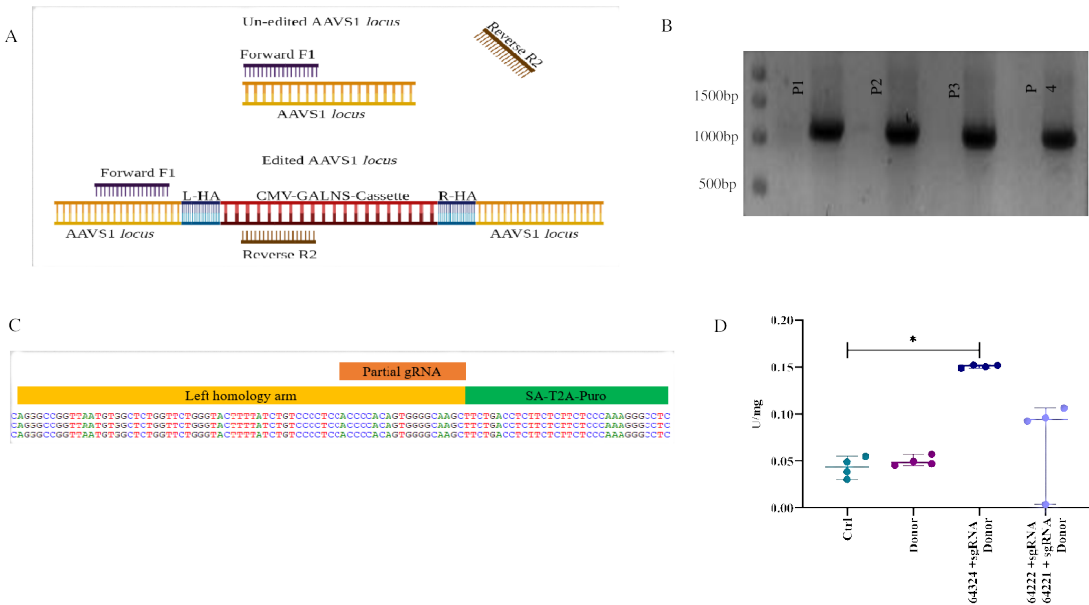 A
Un-edited AAVS1 locus
Forward F1
Reverse R2
AAVS1 locus
Edited AAVS1 locus
Forward F1
L-HA
CMV-GALNS-Cassette
R-HA
AAVS1 locus
AAVS1 locus
Reverse R2
B
1500bp
1000bp
500bp
P1
P2
P3
P
4
C
Partial gRNA
Left homology arm
SA-T2A-Puro
CAGGGCCGGTTAATGTGGCTCTGGTTCTGGGTACTTTTATCTGTCCCCTCCACCCCACAGTGGGGCAAGCTTCTGACCTCTTCTCTTCTCCCAAAGGGCCTC
CAGGGCCGGTTAATGTGGCTCTGGTTCTGGGTACTTTTATCTGTCCCCTCCACCCCACAGTGGGGCAAGCTTCTGACCTCTTCTCTTCTCCCAAAGGGCCTC
CAGGGCCGGTTAATGTGGCTCTGGTTCTGGGTACTTTTATCTGTCCCCTCCACCCCACAGTGGGGCAAGCTTCTGACCTCTTCTCTTCTCCCAAAGGGCCTC
D
0.20
0.15
0.10
0.05
0.00
U/mg
*
Ctrl
Donor
64324 +sgRNA
Donor
64222 +sgRNA
64221 + sgRNA
Donor